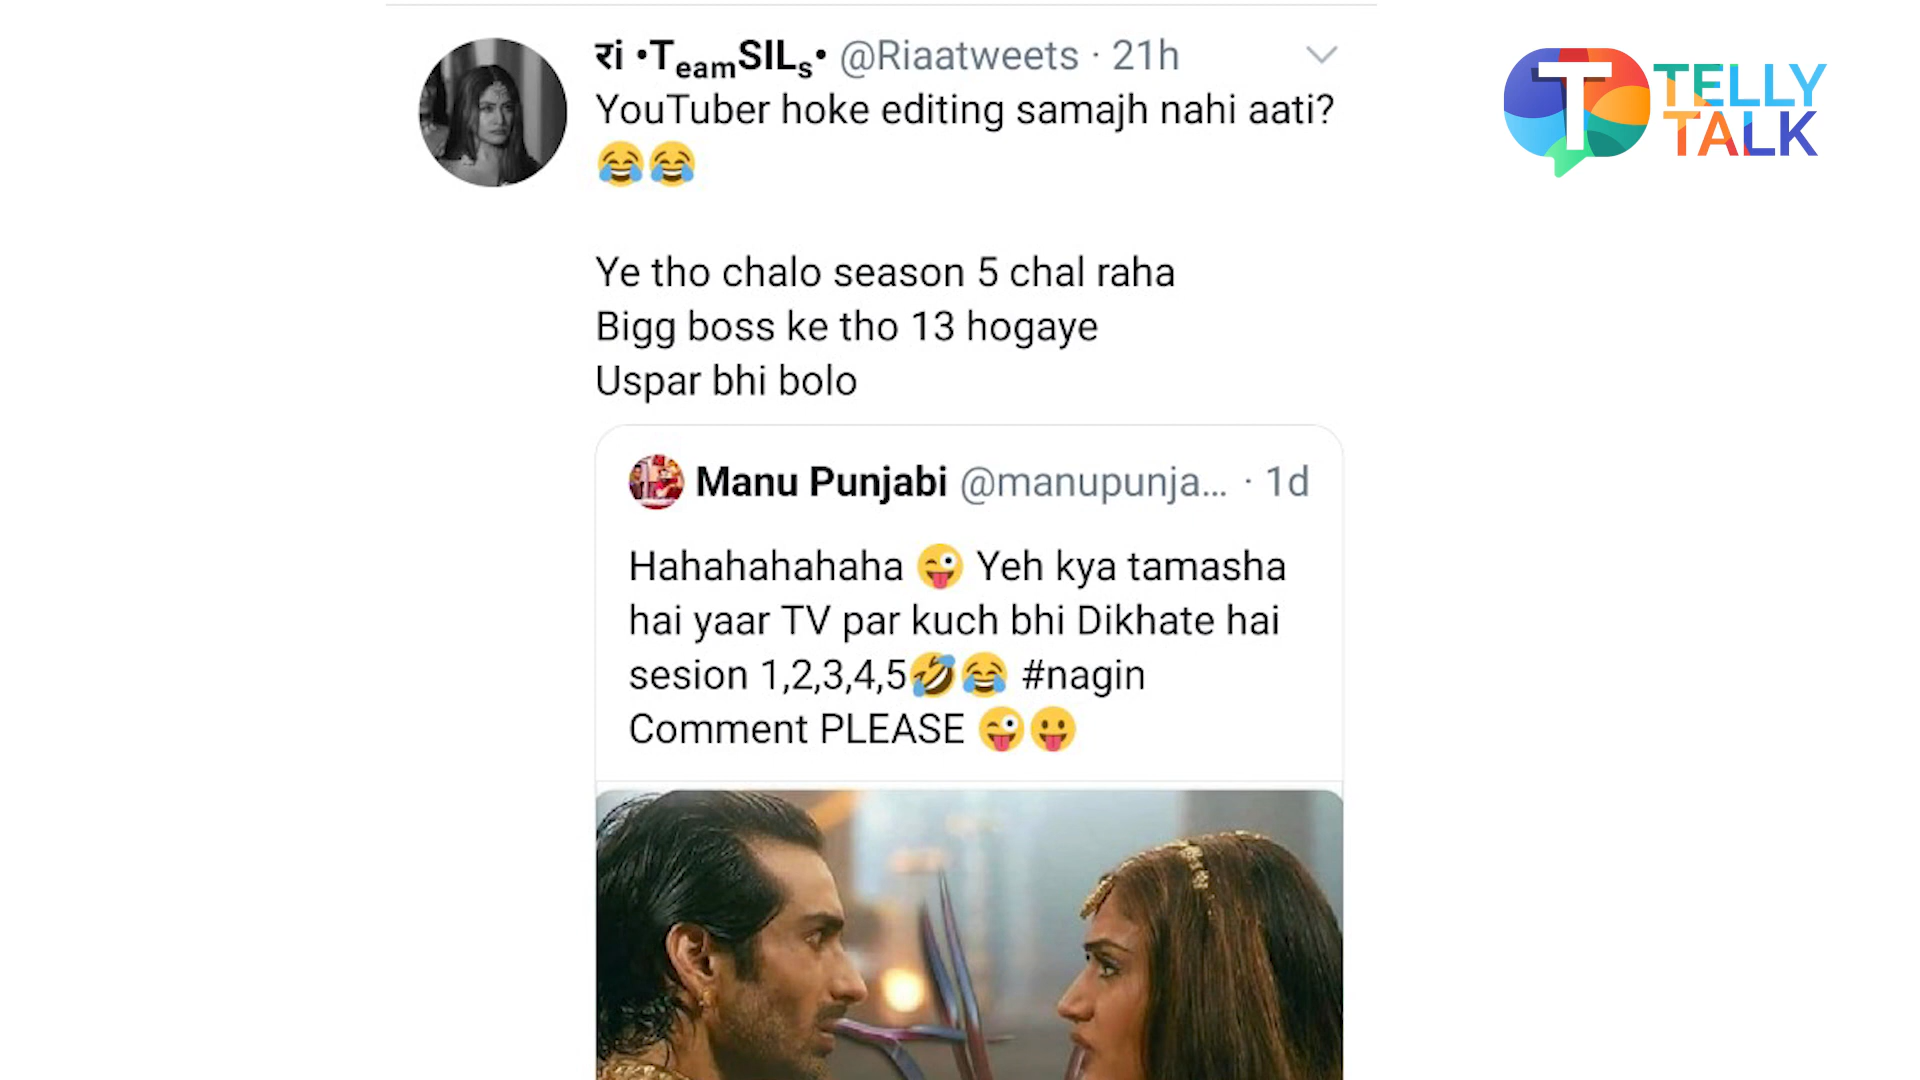 रां •TeamSILs• @Riaatweets · 21h
YouTuber hoke editing samajh nahi aati?
😂😂
Ye tho chalo season 5 chal raha
Bigg boss ke tho 13 hogaye
Uspar bhi bolo
Manu Punjabi @manupunja... · 1d
Hahahahahaha 😜 Yeh kya tamasha
hai yaar TV par kuch bhi Dikhate hai
sesion 1,2,3,4,5🤣😂 #nagin
Comment PLEASE 😜😛
T TELLY
TALK